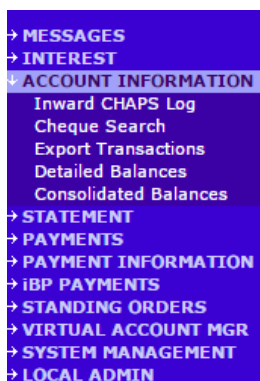 → MESSAGES
→ INTEREST
↓ ACCOUNT INFORMATION
Inward CHAPS Log
Cheque Search
Export Transactions
Detailed Balances
Consolidated Balances
→ STATEMENT
→ PAYMENTS
→ PAYMENT INFORMATION
→ iBP PAYMENTS
→ STANDING ORDERS
→ VIRTUAL ACCOUNT MGR
→ SYSTEM MANAGEMENT
→ LOCAL ADMIN